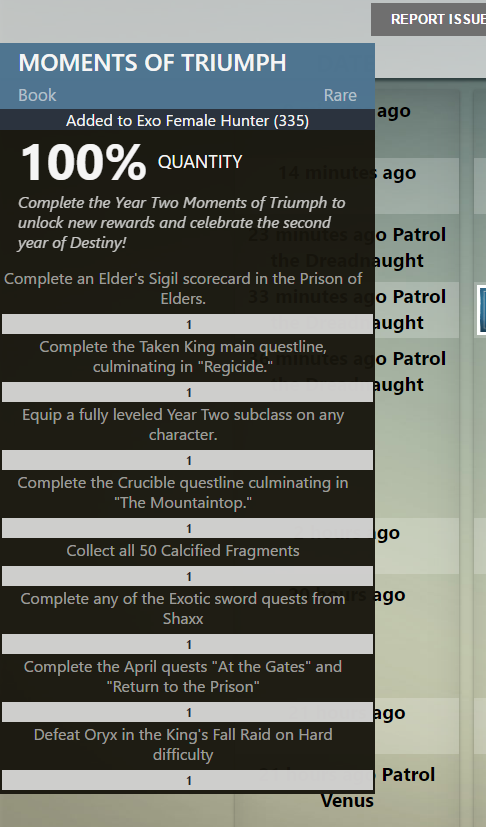 REPORT ISSUE
MOMENTS OF TRIUMPH
Book Rare
Added to Exo Female Hunter (335)
100% QUANTITY
Complete the Year Two Moments of Triumph to
unlock new rewards and celebrate the second
year of Destiny!
Complete an Elder's Sigil scorecard in the Prison of
Elders.
1
Complete the Taken King main questline,
culminating in "Regicide."
1
Equip a fully leveled Year Two subclass on any
character.
1
Complete the Crucible questline culminating in
"The Mountaintop."
1
Collect all 50 Calcified Fragments
1
Complete any of the Exotic sword quests from
Shaxx
1
Complete the April quests "At the Gates" and
"Return to the Prison"
1
Defeat Oryx in the King's Fall Raid on Hard
difficulty
1
ago
14 minutes ago
23 minutes ago Patrol
the Dreadnaught
33 minutes ago Patrol
the Dreadnaught
minutes ago Patrol
the Dreadnaught
ago
hours ago
ago
ago Patrol
Venus